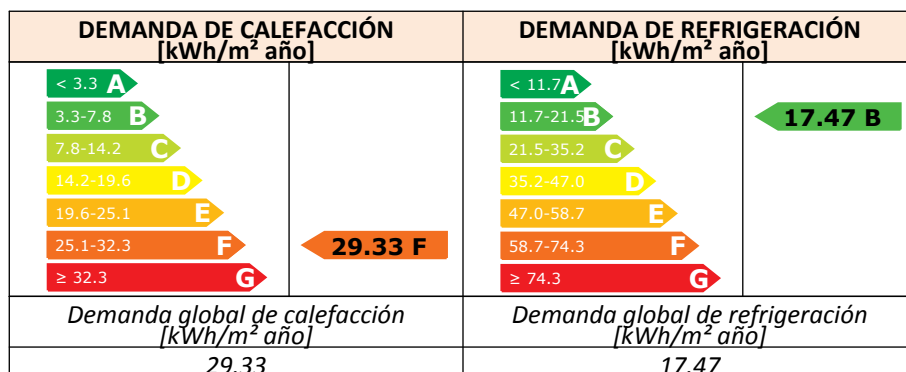 DEMANDA DE CALEFACCIÓN
[kWh/m² año]
DEMANDA DE REFRIGERACIÓN
[kWh/m² año]
< 3.3 A
3.3-7.8 B
7.8-14.2 C
14.2-19.6 D
19.6-25.1 E
25.1-32.3 F
≥ 32.3 G
29.33 F
< 11.7 A
11.7-21.5 B
21.5-35.2 C
35.2-47.0 D
47.0-58.7 E
58.7-74.3 F
≥ 74.3 G
17.47 B
Demanda global de calefacción
[kWh/m² año]
Demanda global de refrigeración
[kWh/m² año]
29.33
17.47